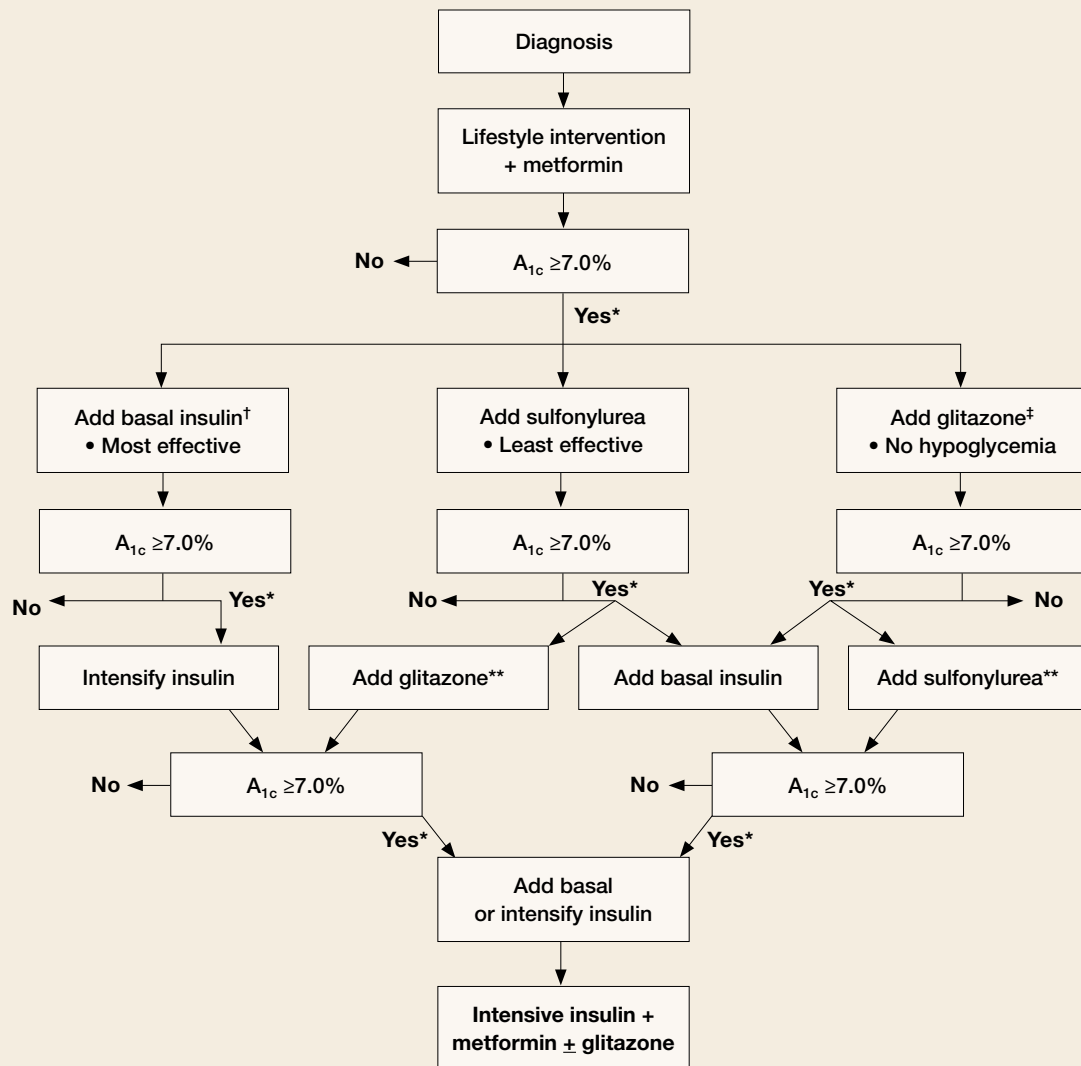 Diagnosis
Lifestyle intervention
+ metformin
A1c ≥7.0%
No
Yes*
Add basal insulin†
• Most effective
Add sulfonylurea
• Least effective
Add glitazone‡
• No hypoglycemia
A1c ≥7.0%
A1c ≥7.0%
A1c ≥7.0%
No
Yes*
No
Yes*
Yes*
No
Intensify insulin
Add glitazone**
Add basal insulin
Add sulfonylurea**
No
A1c ≥7.0%
No
A1c ≥7.0%
Yes*
Yes*
Add basal
or intensify insulin
Intensive insulin +
metformin ± glitazone